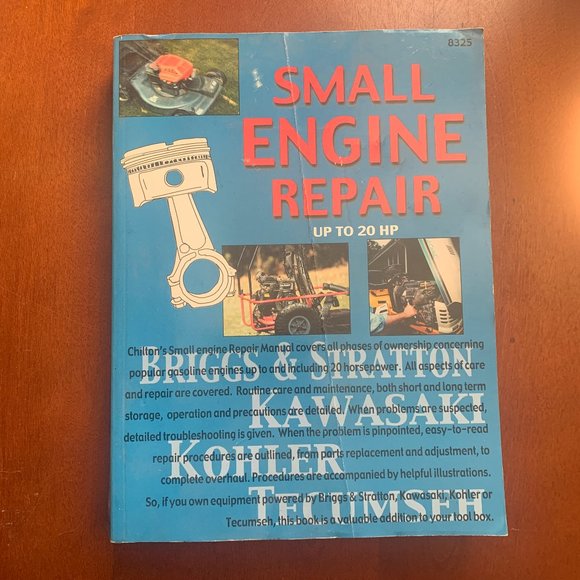 8325
SMALL
ENGINE
REPAIR
UP TO 20 HP
Chilton's Small engine Repair Manual covers all phases of ownership concerning
BRIGGS & STRATTON
popular gasoline engines up to and including 20 horsepower. All aspects of care
and repair are covered. Routine care and maintenance, both short and long term
KAWASAKI
storage, operation and precautions are detailed. When problems are suspected,
detailed troubleshooting is given. When the problem is pinpointed, easy-to-read
KOHLER
repair procedures are outlined, from parts replacement and adjustment, to
complete overhaul. Procedures are accompanied by helpful illustrations.
TECUMSEH
So, if you own equipment powered by Briggs & Stratton, Kawasaki, Kohler or
Tecumseh, this book is a valuable addition to your tool box.